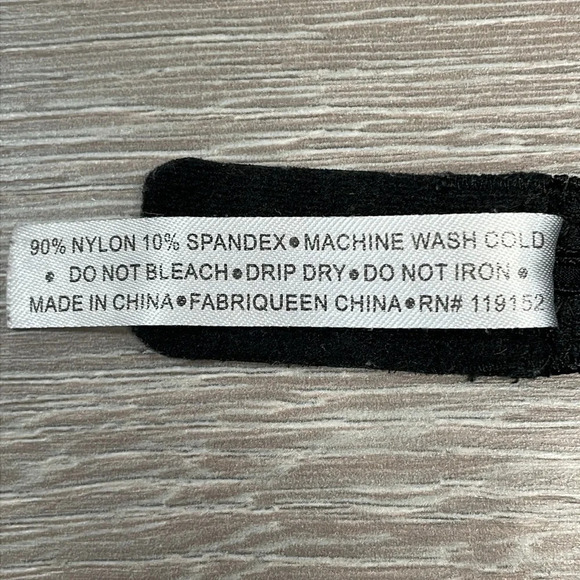 90% NYLON 10% SPANDEX•MACHINE WASH COLD
• DO NOT BLEACH•DRIP DRY•DO NOT IRON •
MADE IN CHINA•FABRIQUEEN CHINA•RN# 119152